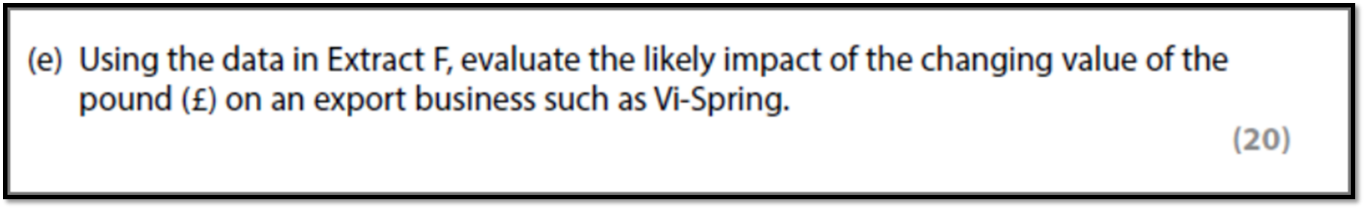 (e) Using the data in Extract F, evaluate the likely impact of the changing value of the
pound (£) on an export business such as Vi-Spring.
(20)